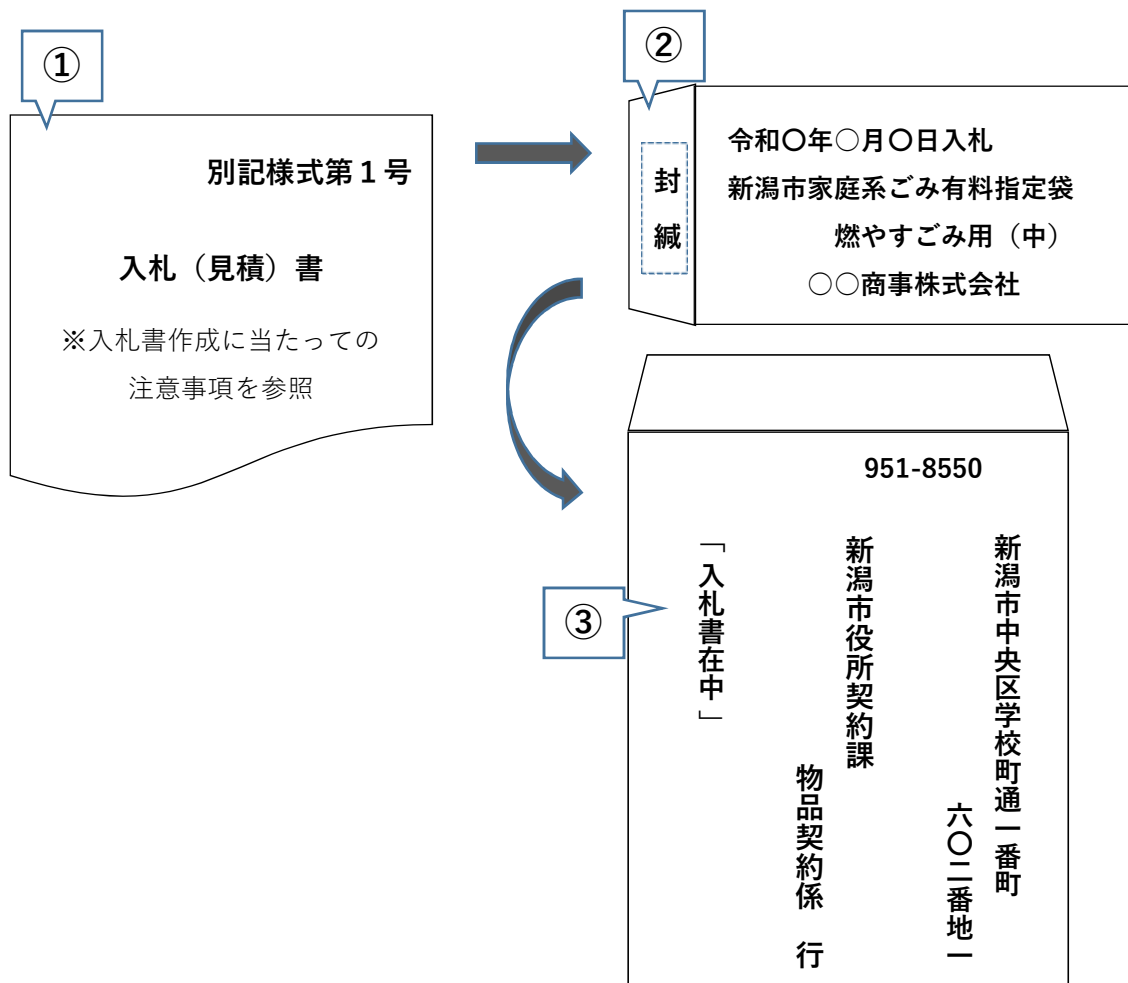 ①
別記様式第１号
入札（見積）書
※入札書作成に当たっての
注意事項を参照
②
封緘
令和〇年○月〇日入札
新潟市家庭系ごみ有料指定袋
燃やすごみ用（中）
○○商事株式会社
951-8550
新潟市中央区学校町通一番町
六〇二番地一
新潟市役所契約課
物品契約係　行
「入札書在中」
③